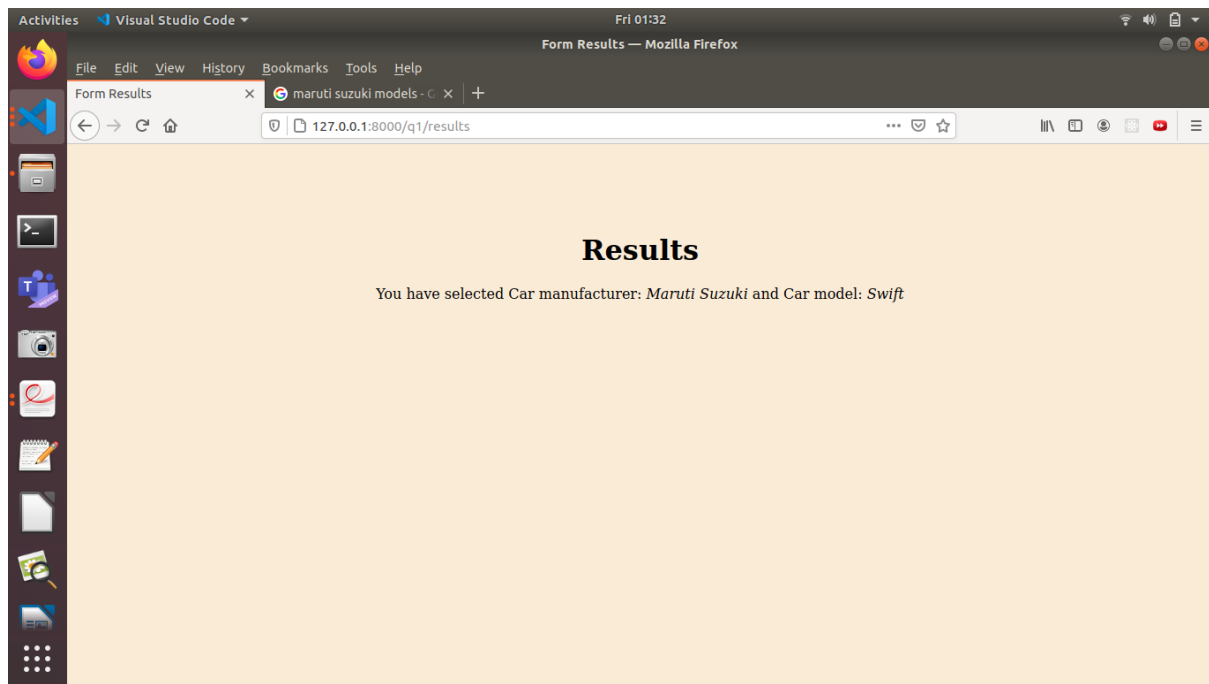 Activities Visual Studio Code Fri 01:32
Form Results — Mozilla Firefox
File Edit View History Bookmarks Tools Help
Form Results maruti suzuki models - G
127.0.0.1:8000/q1/results
Results
You have selected Car manufacturer: Maruti Suzuki and Car model: Swift